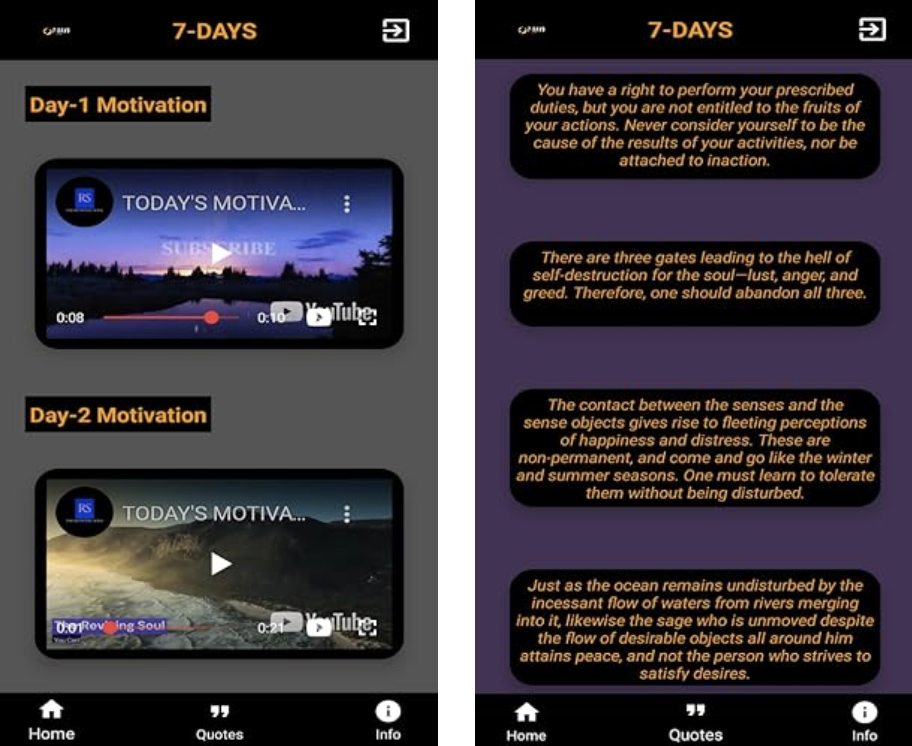 7-DAYS
Day-1 Motivation
RS
TODAY'S MOTIVA...
SUBSCRIBE
0:08
0:10
YouTube
Day-2 Motivation
RS
TODAY'S MOTIVA...
The Reviving Soul
0:01
0:21
YouTube
Home
Quotes
Info
7-DAYS
You have a right to perform your prescribed
duties, but you are not entitled to the fruits of
your actions. Never consider yourself to be the
cause of the results of your activities, nor be
attached to inaction.
There are three gates leading to the hell of
self-destruction for the soul—lust, anger, and
greed. Therefore, one should abandon all three.
The contact between the senses and the
sense objects gives rise to fleeting perceptions
of happiness and distress. These are
non-permanent, and come and go like the winter
and summer seasons. One must learn to tolerate
them without being disturbed.
Just as the ocean remains undisturbed by the
incessant flow of waters from rivers merging
into it, likewise the sage who is unmoved despite
the flow of desirable objects all around him
attains peace, and not the person who strives to
satisfy desires.
Home
Quotes
Info